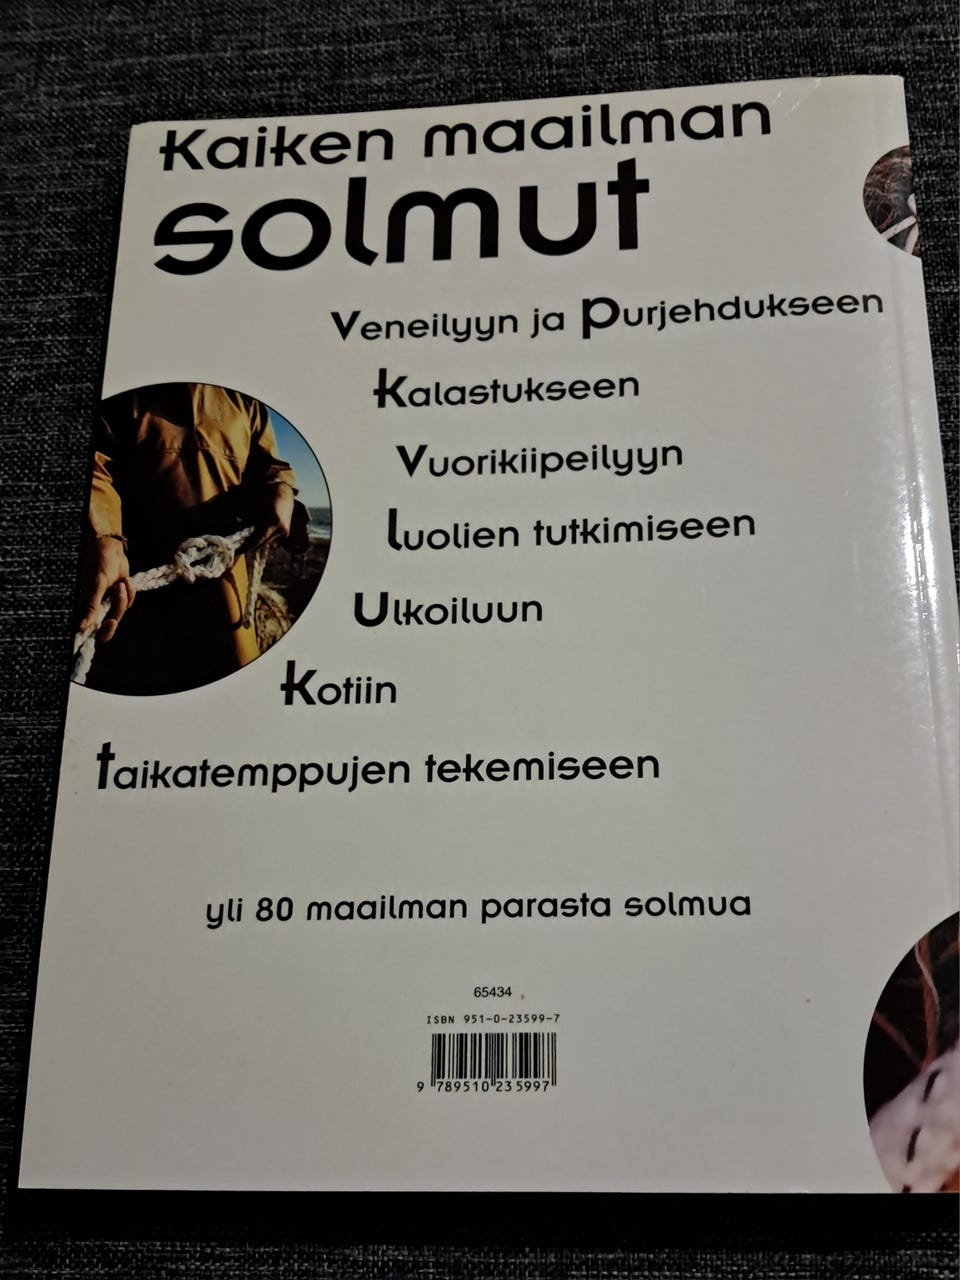 Kaiken maailman
solmut
Veneilyyn ja Purjehdukseen
Kalastukseen
Vuorikiipeilyyn
Luolien tutkimiseen
Ulkoiluun
Kotiin
taikatemppujen tekemiseen
yli 80 maailman parasta solmua
65434
ISBN 951-0-23599-7
9 789510 235997